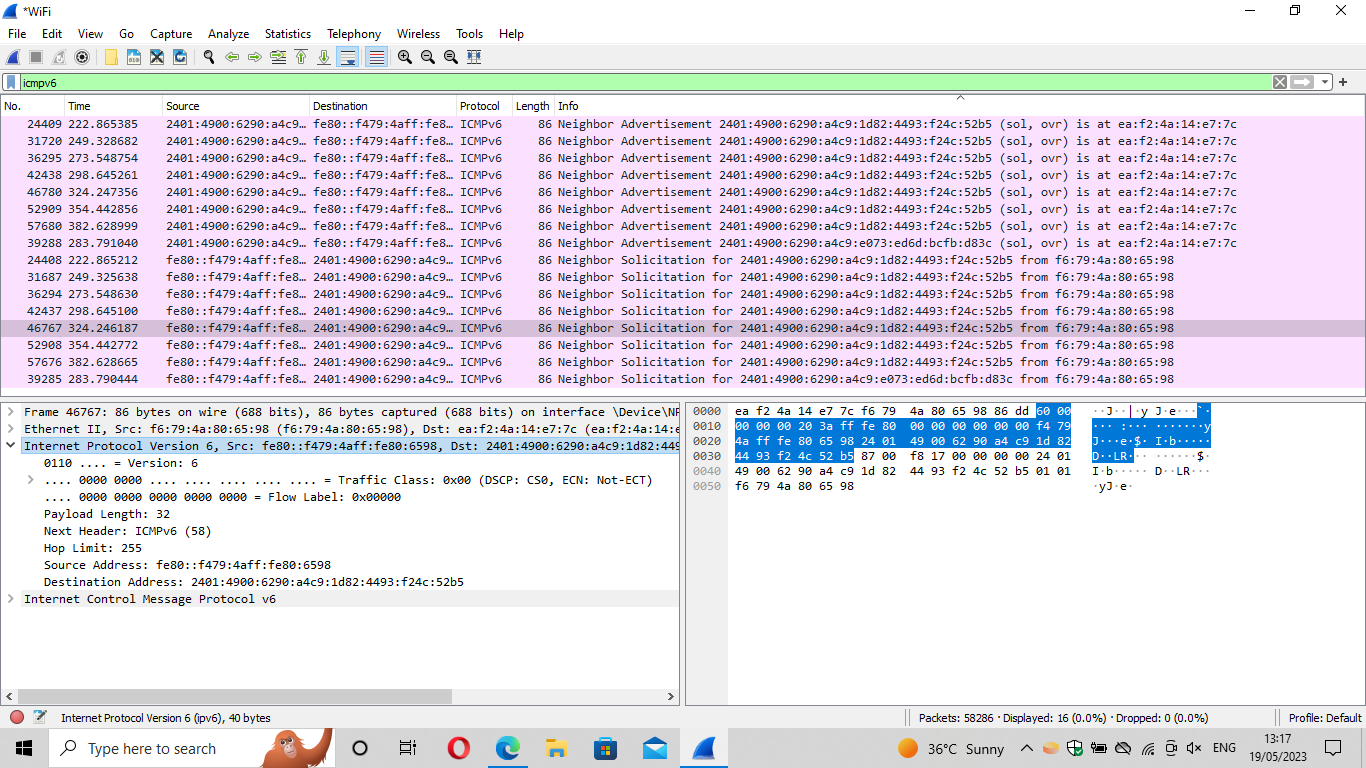 *WiFi
File Edit View Go Capture Analyze Statistics Telephony Wireless Tools Help
icmpv6
No. Time Source Destination Protocol Length Info
24409 222.865385 2401:4900:6290:a4c9… fe80::f479:4aff:fe8… ICMPv6 86 Neighbor Advertisement 2401:4900:6290:a4c9:1d82:4493:f24c:52b5 (sol, ovr) is at ea:f2:4a:14:e7:7c
31720 249.328682 2401:4900:6290:a4c9… fe80::f479:4aff:fe8… ICMPv6 86 Neighbor Advertisement 2401:4900:6290:a4c9:1d82:4493:f24c:52b5 (sol, ovr) is at ea:f2:4a:14:e7:7c
36295 273.548754 2401:4900:6290:a4c9… fe80::f479:4aff:fe8… ICMPv6 86 Neighbor Advertisement 2401:4900:6290:a4c9:1d82:4493:f24c:52b5 (sol, ovr) is at ea:f2:4a:14:e7:7c
42438 298.645261 2401:4900:6290:a4c9… fe80::f479:4aff:fe8… ICMPv6 86 Neighbor Advertisement 2401:4900:6290:a4c9:1d82:4493:f24c:52b5 (sol, ovr) is at ea:f2:4a:14:e7:7c
46780 324.247356 2401:4900:6290:a4c9… fe80::f479:4aff:fe8… ICMPv6 86 Neighbor Advertisement 2401:4900:6290:a4c9:1d82:4493:f24c:52b5 (sol, ovr) is at ea:f2:4a:14:e7:7c
52909 354.442856 2401:4900:6290:a4c9… fe80::f479:4aff:fe8… ICMPv6 86 Neighbor Advertisement 2401:4900:6290:a4c9:1d82:4493:f24c:52b5 (sol, ovr) is at ea:f2:4a:14:e7:7c
57680 382.628999 2401:4900:6290:a4c9… fe80::f479:4aff:fe8… ICMPv6 86 Neighbor Advertisement 2401:4900:6290:a4c9:1d82:4493:f24c:52b5 (sol, ovr) is at ea:f2:4a:14:e7:7c
39288 283.791040 2401:4900:6290:a4c9… fe80::f479:4aff:fe8… ICMPv6 86 Neighbor Advertisement 2401:4900:6290:a4c9:e073:ed6d:bcfb:d83c (sol, ovr) is at ea:f2:4a:14:e7:7c
24408 222.865212 fe80::f479:4aff:fe8… 2401:4900:6290:a4c9… ICMPv6 86 Neighbor Solicitation for 2401:4900:6290:a4c9:1d82:4493:f24c:52b5 from f6:79:4a:80:65:98
31687 249.325638 fe80::f479:4aff:fe8… 2401:4900:6290:a4c9… ICMPv6 86 Neighbor Solicitation for 2401:4900:6290:a4c9:1d82:4493:f24c:52b5 from f6:79:4a:80:65:98
36294 273.548630 fe80::f479:4aff:fe8… 2401:4900:6290:a4c9… ICMPv6 86 Neighbor Solicitation for 2401:4900:6290:a4c9:1d82:4493:f24c:52b5 from f6:79:4a:80:65:98
42437 298.645100 fe80::f479:4aff:fe8… 2401:4900:6290:a4c9… ICMPv6 86 Neighbor Solicitation for 2401:4900:6290:a4c9:1d82:4493:f24c:52b5 from f6:79:4a:80:65:98
46767 324.246187 fe80::f479:4aff:fe8… 2401:4900:6290:a4c9… ICMPv6 86 Neighbor Solicitation for 2401:4900:6290:a4c9:1d82:4493:f24c:52b5 from f6:79:4a:80:65:98
52908 354.442772 fe80::f479:4aff:fe8… 2401:4900:6290:a4c9… ICMPv6 86 Neighbor Solicitation for 2401:4900:6290:a4c9:1d82:4493:f24c:52b5 from f6:79:4a:80:65:98
57676 382.628665 fe80::f479:4aff:fe8… 2401:4900:6290:a4c9… ICMPv6 86 Neighbor Solicitation for 2401:4900:6290:a4c9:1d82:4493:f24c:52b5 from f6:79:4a:80:65:98
39285 283.790444 fe80::f479:4aff:fe8… 2401:4900:6290:a4c9… ICMPv6 86 Neighbor Solicitation for 2401:4900:6290:a4c9:e073:ed6d:bcfb:d83c from f6:79:4a:80:65:98
Frame 46767: 86 bytes on wire (688 bits), 86 bytes captured (688 bits) on interface \Device\NP
Ethernet II, Src: f6:79:4a:80:65:98 (f6:79:4a:80:65:98), Dst: ea:f2:4a:14:e7:7c (ea:f2:4a:14:e
Internet Protocol Version 6, Src: fe80::f479:4aff:fe80:6598, Dst: 2401:4900:6290:a4c9:1d82:449
0110 .... = Version: 6
.... 0000 0000 .... .... .... .... .... = Traffic Class: 0x00 (DSCP: CS0, ECN: Not-ECT)
.... 0000 0000 0000 0000 0000 = Flow Label: 0x00000
Payload Length: 32
Next Header: ICMPv6 (58)
Hop Limit: 255
Source Address: fe80::f479:4aff:fe80:6598
Destination Address: 2401:4900:6290:a4c9:1d82:4493:f24c:52b5
Internet Control Message Protocol v6
0000 ea f2 4a 14 e7 7c f6 79 4a 80 65 98 86 dd 60 00 ··J··|·y J·e···`·
0010 00 00 00 20 3a ff fe 80 00 00 00 00 00 00 f4 79 ··· :··· ·······y
0020 4a ff fe 80 65 98 24 01 49 00 62 90 a4 c9 1d 82 J···e·$· I·b·····
0030 44 93 f2 4c 52 b5 87 00 f8 17 00 00 00 00 24 01 D··LR··· ······$·
0040 49 00 62 90 a4 c9 1d 82 44 93 f2 4c 52 b5 01 01 I·b····· D··LR···
0050 f6 79 4a 80 65 98 ·yJ·e·
Internet Protocol Version 6 (ipv6), 40 bytes Packets: 58286 · Displayed: 16 (0.0%) · Dropped: 0 (0.0%) Profile: Default
Type here to search 36°C Sunny ENG 13:17
19/05/2023